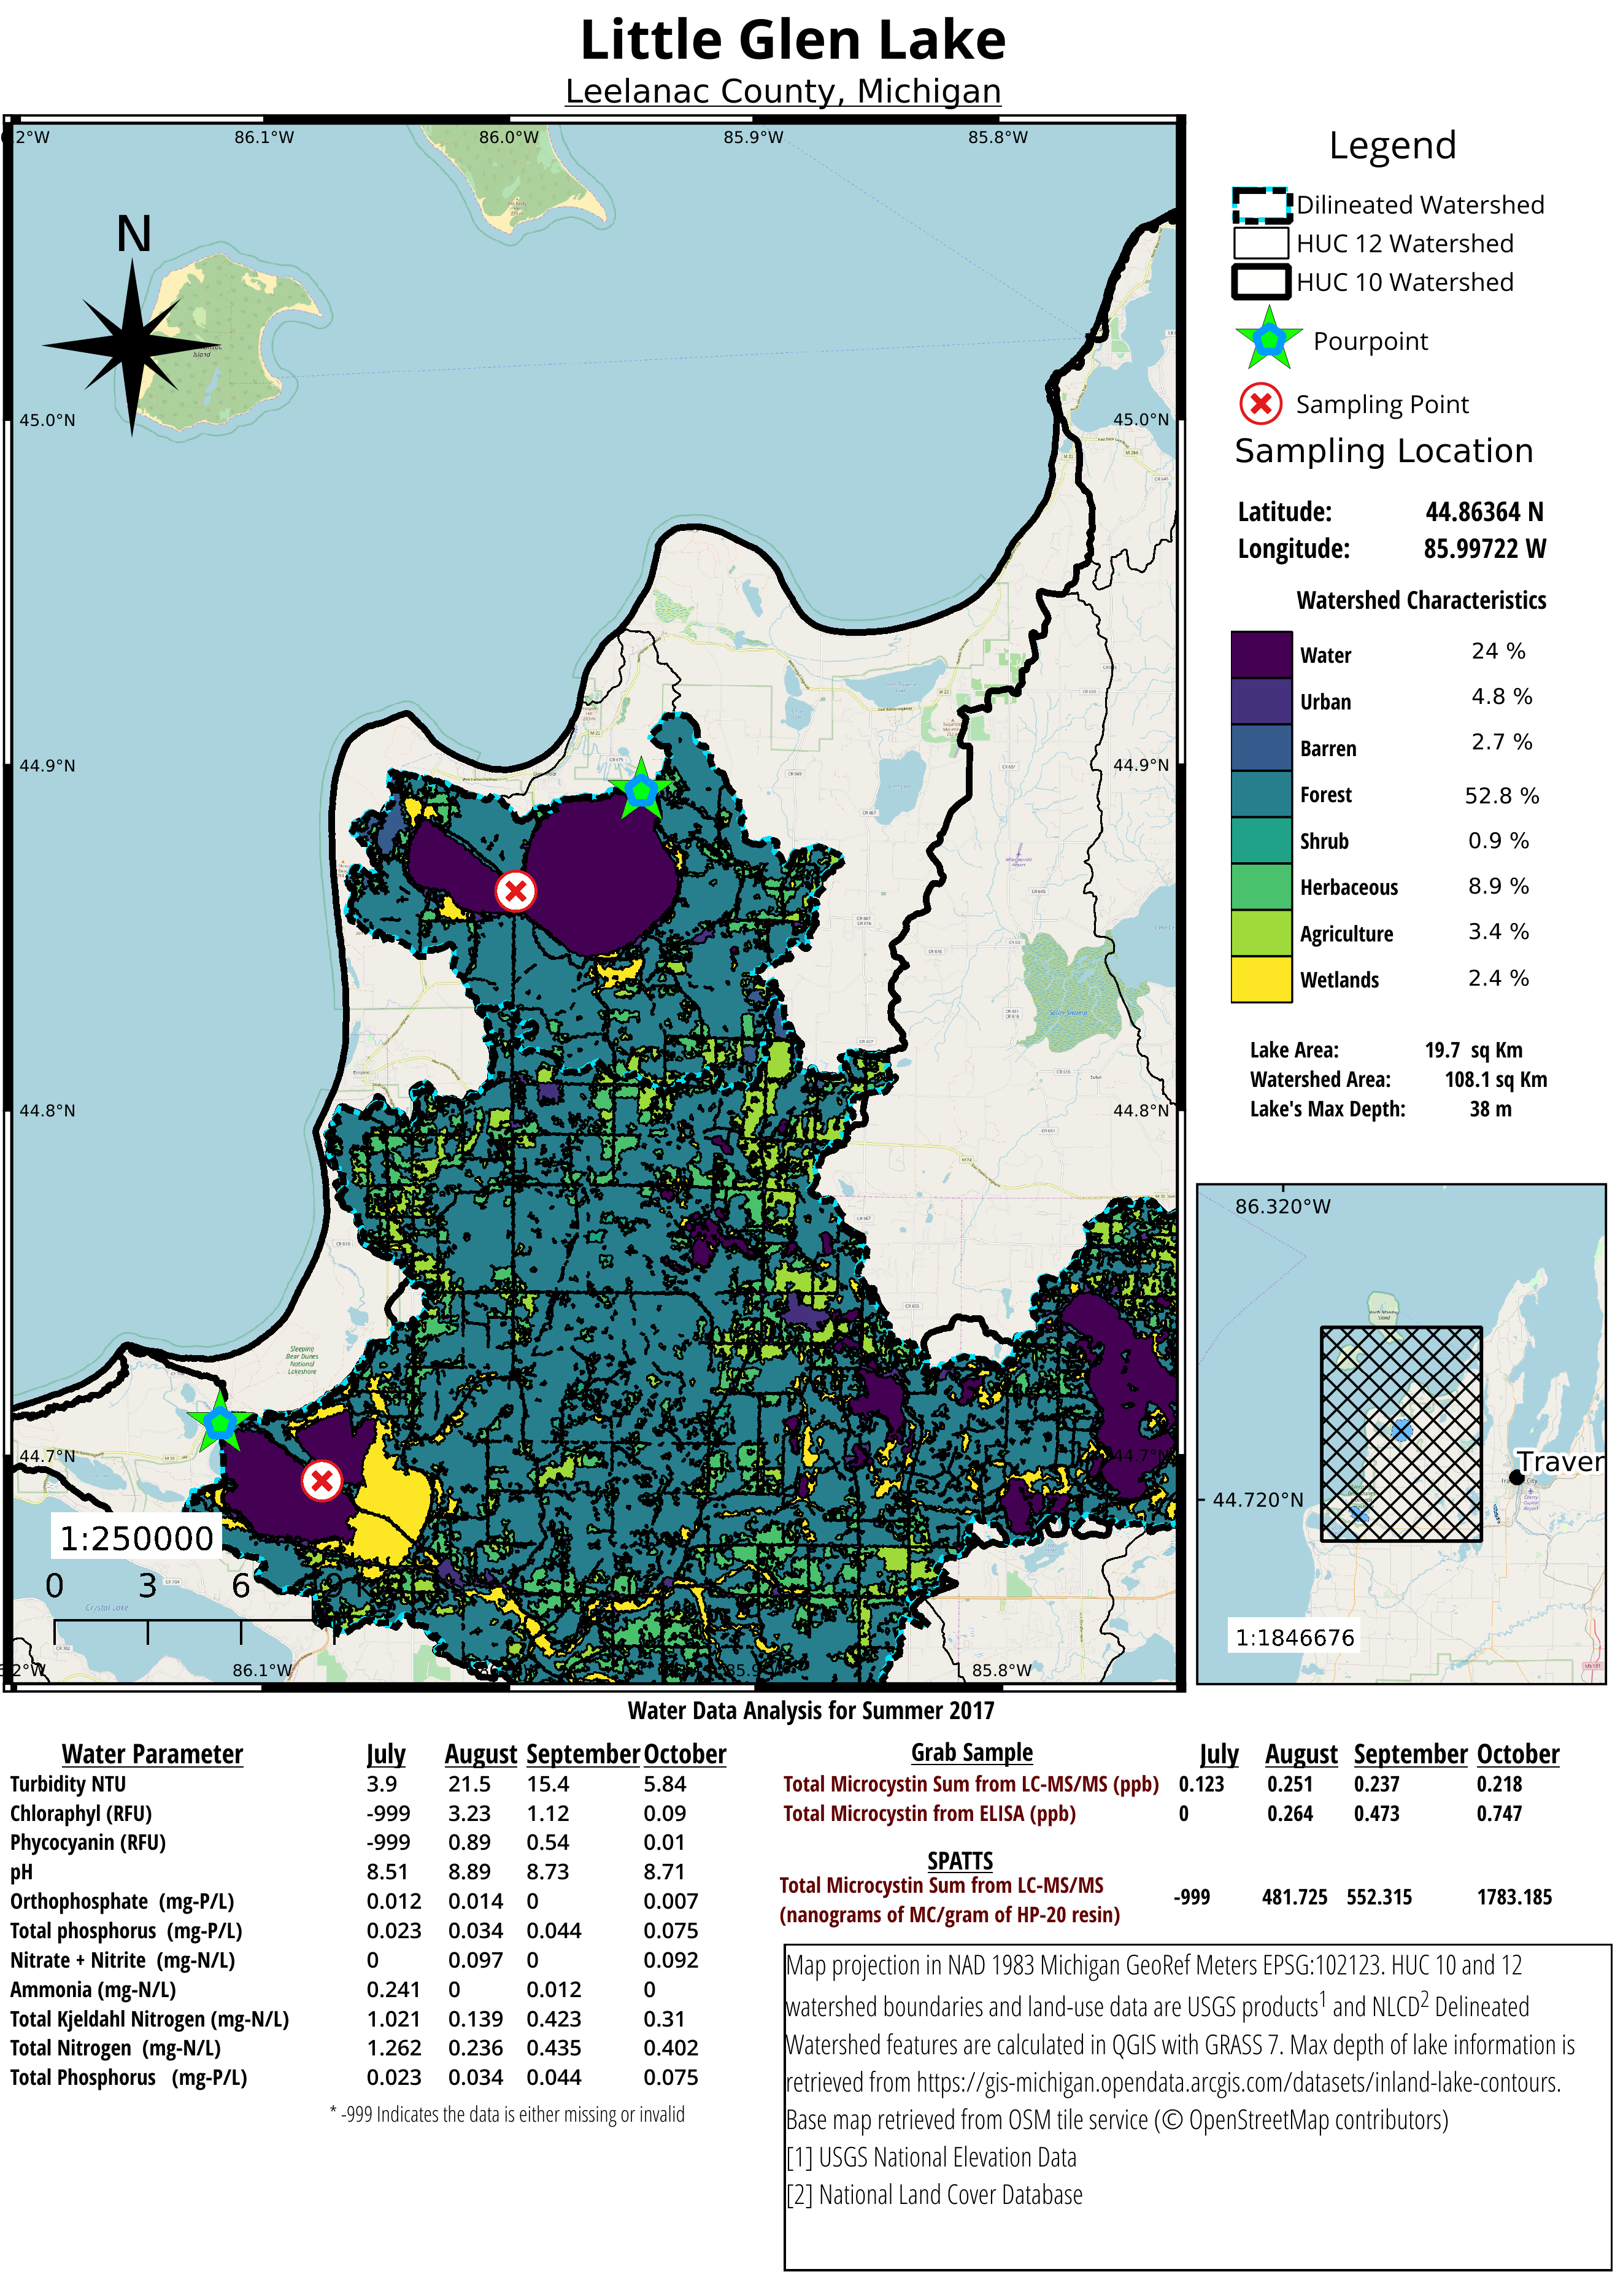 Little Glen Lake
Leelanac County, Michigan
.2°W 86.1°W 86.0°W 85.9°W 85.8°W
N
Island
45.0°N 45.0°N
44.9°N 44.9°N
44.8°N 44.8°N
44.7°N 44.7°N
Sleeping
Bear Dunes
National
Lakeshore
Empire
Crystal Lake
1:250000
0 3 6 9
.2°W 86.1°W 85.9°W 85.8°W
Legend
Dilineated Watershed
HUC 12 Watershed
HUC 10 Watershed
Pourpoint
Sampling Point
Sampling Location
Latitude: 44.86364 N
Longitude: 85.99722 W
Watershed Characteristics
Water 24 %
Urban 4.8 %
Barren 2.7 %
Forest 52.8 %
Shrub 0.9 %
Herbaceous 8.9 %
Agriculture 3.4 %
Wetlands 2.4 %
Lake Area: 19.7 sq Km
Watershed Area: 108.1 sq Km
Lake's Max Depth: 38 m
86.320°W
Traver
44.720°N
1:1846676
Water Data Analysis for Summer 2017
Water Parameter July August September October
Turbidity NTU 3.9 21.5 15.4 5.84
Chloraphyl (RFU) -999 3.23 1.12 0.09
Phycocyanin (RFU) -999 0.89 0.54 0.01
pH 8.51 8.89 8.73 8.71
Orthophosphate (mg-P/L) 0.012 0.014 0 0.007
Total phosphorus (mg-P/L) 0.023 0.034 0.044 0.075
Nitrate + Nitrite (mg-N/L) 0 0.097 0 0.092
Ammonia (mg-N/L) 0.241 0 0.012 0
Total Kjeldahl Nitrogen (mg-N/L) 1.021 0.139 0.423 0.31
Total Nitrogen (mg-N/L) 1.262 0.236 0.435 0.402
Total Phosphorus (mg-P/L) 0.023 0.034 0.044 0.075
* -999 Indicates the data is either missing or invalid
Grab Sample July August September October
Total Microcystin Sum from LC-MS/MS (ppb) 0.123 0.251 0.237 0.218
Total Microcystin from ELISA (ppb) 0 0.264 0.473 0.747
SPATTS
Total Microcystin Sum from LC-MS/MS
(nanograms of MC/gram of HP-20 resin) -999 481.725 552.315 1783.185
Map projection in NAD 1983 Michigan GeoRef Meters EPSG:102123. HUC 10 and 12
watershed boundaries and land-use data are USGS products1 and NLCD2 Delineated
Watershed features are calculated in QGIS with GRASS 7. Max depth of lake information is
retrieved from https://gis-michigan.opendata.arcgis.com/datasets/inland-lake-contours.
Base map retrieved from OSM tile service (© OpenStreetMap contributors)
[1] USGS National Elevation Data
[2] National Land Cover Database